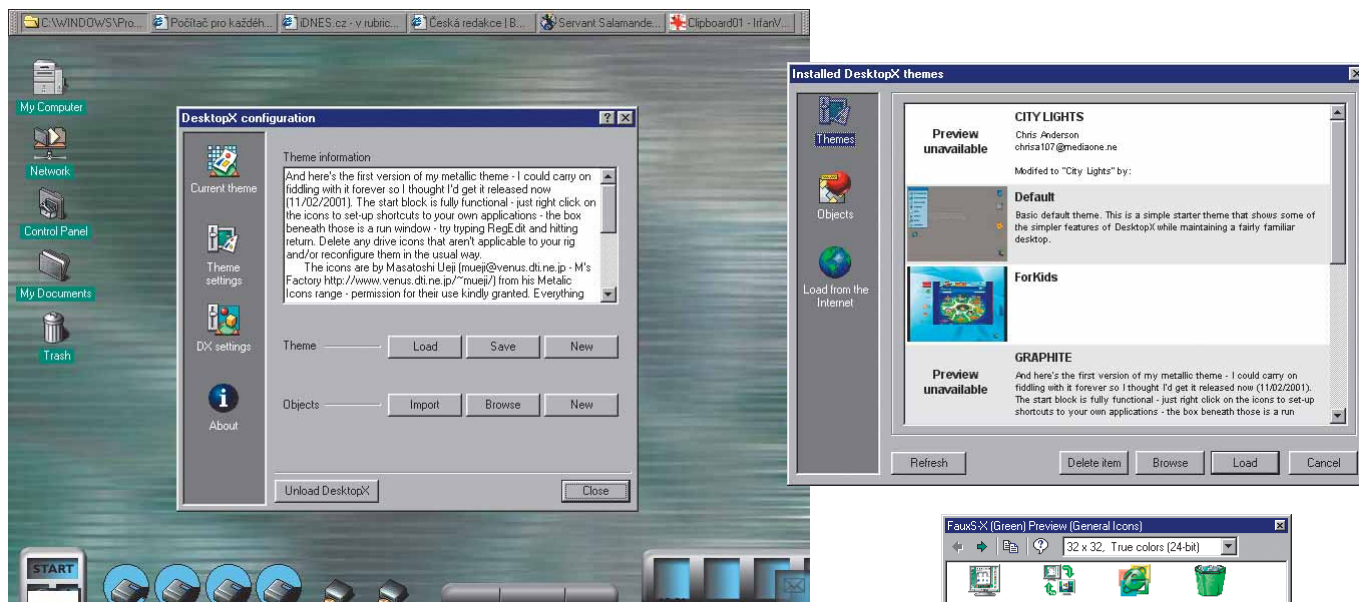 C:\WINDOWS\Pro...
Počítač pro každéh...
iDNES.cz - v rubric...
Česká redakce | B...
Servant Salamande...
Clipboard01 - IrfanV...
My Computer
Network
Control Panel
My Documents
Trash
START
DesktopX configuration
Current theme
Theme
settings
DX settings
About
Theme information
And here's the first version of my metallic theme - I could carry on
fiddling with it forever so I thought I'd get it released now
(11/02/2001). The start block is fully functional - just right click on
the icons to set-up shortcuts to your own applications - the box
beneath those is a run window - try typing RegEdit and hitting
return. Delete any drive icons that aren't applicable to your rig
and/or reconfigure them in the usual way.
The icons are by Masatoshi Ueji (mueji@venus.dti.ne.jp - M's
Factory http://www.venus.dti.ne.jp/~mueji/) from his Metalic
Icons range - permission for their use kindly granted. Everything
Theme
Load
Save
New
Objects
Import
Browse
New
Unload DesktopX
Close
Installed DesktopX themes
Themes
Objects
Load from the
Internet
Preview
unavailable
CITY LIGHTS
Chris Anderson
chrisa107@mediaone.ne
Modifed to "City Lights" by:
Default
Basic default theme. This is a simple starter theme that shows some of
the simpler features of DesktopX while maintaining a fairly familiar
desktop.
ForKids
Preview
unavailable
GRAPHITE
And here's the first version of my metallic theme - I could carry on
fiddling with it forever so I thought I'd get it released now (11/02/2001).
The start block is fully functional - just right click on the icons to set-up
shortcuts to your own applications - the box beneath those is a run
Refresh
Delete item
Browse
Load
Cancel
FauxS-X (Green) Preview (General Icons)
32 x 32, True colors (24-bit)